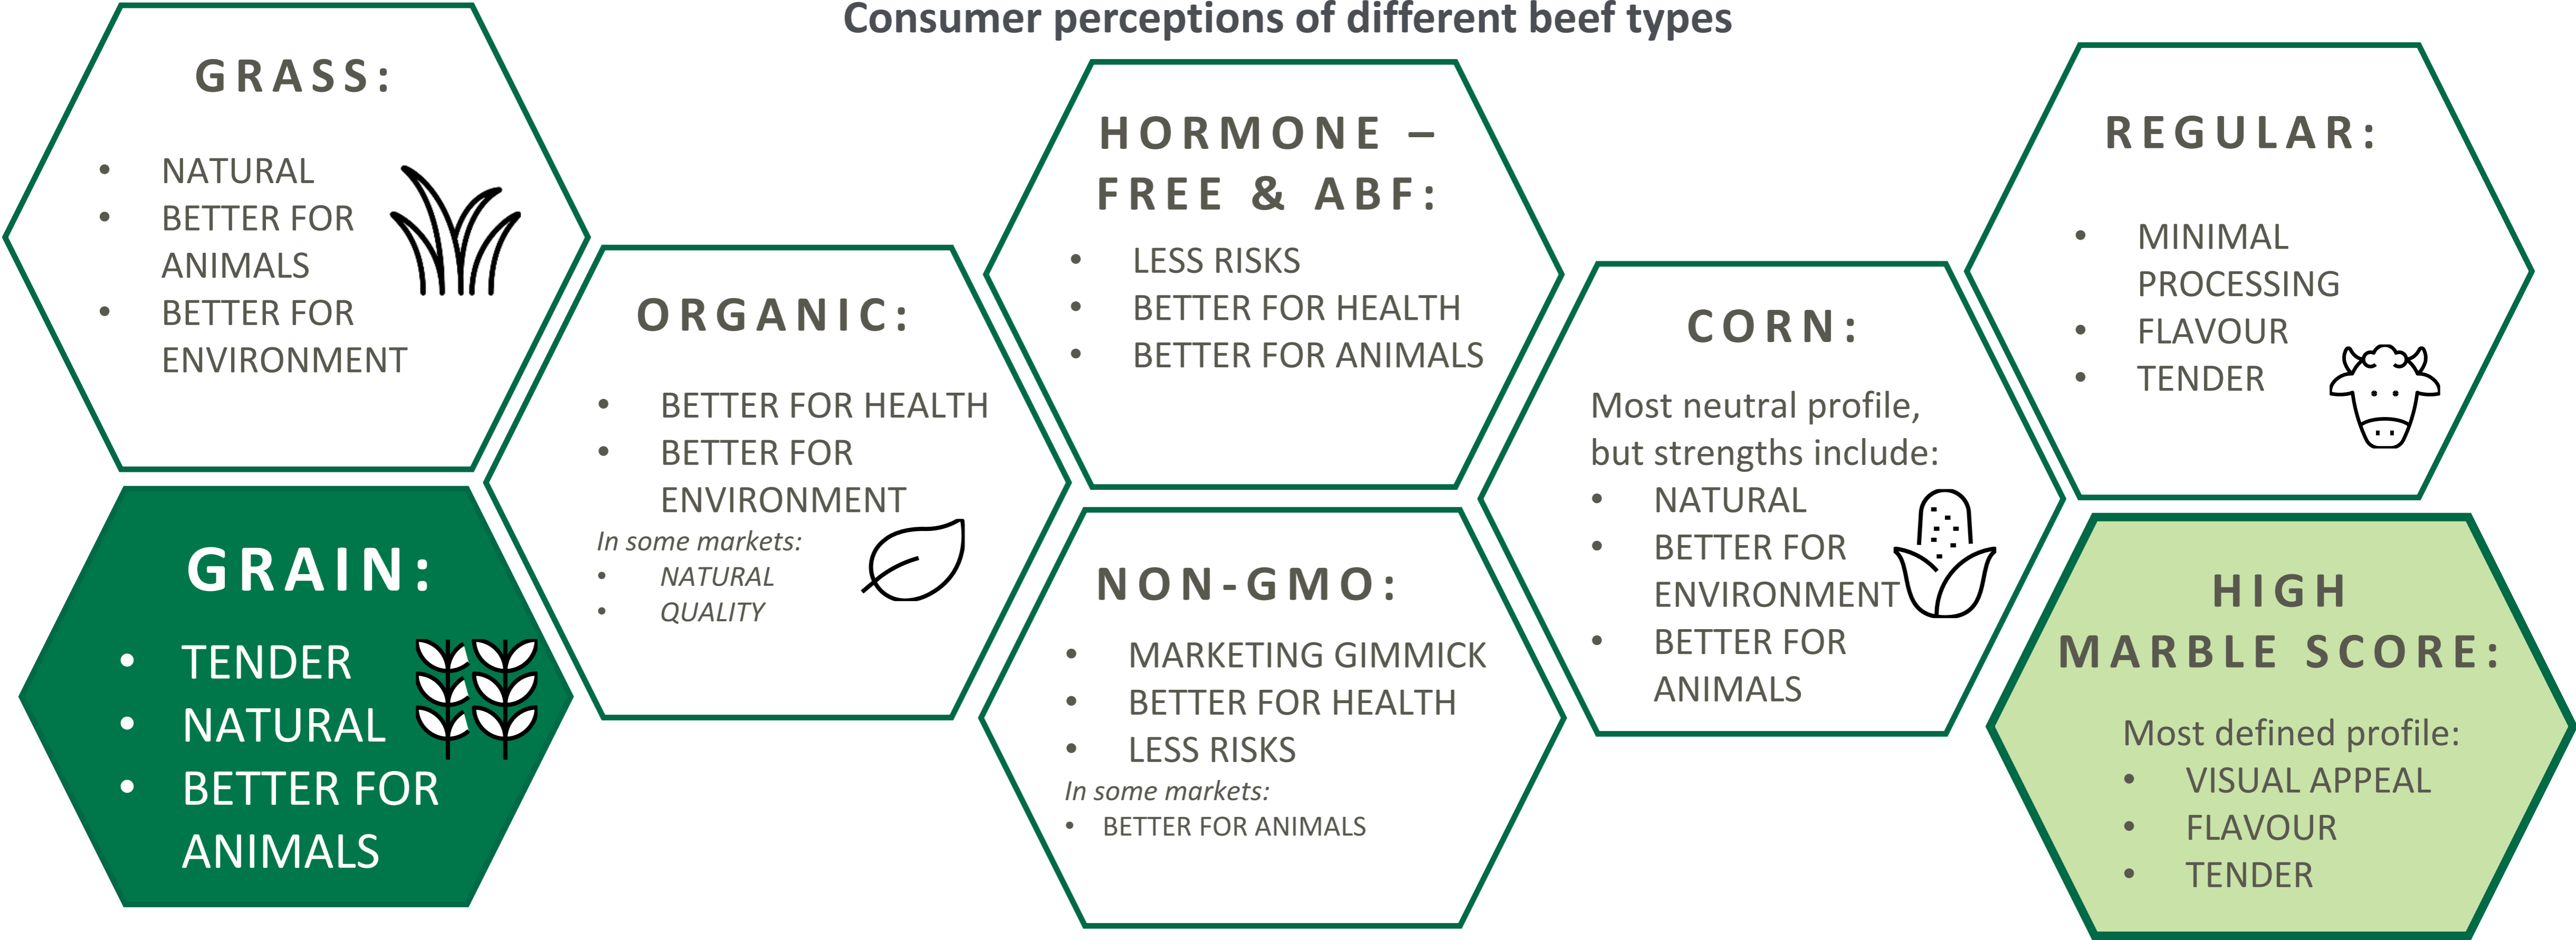 Consumer perceptions of different beef types
GRASS:
• NATURAL
• BETTER FOR
ANIMALS
• BETTER FOR
ENVIRONMENT
GRAIN:
• TENDER
• NATURAL
• BETTER FOR
ANIMALS
ORGANIC:
• BETTER FOR HEALTH
• BETTER FOR
ENVIRONMENT
In some markets:
• NATURAL
• QUALITY
HORMONE –
FREE & ABF:
• LESS RISKS
• BETTER FOR HEALTH
• BETTER FOR ANIMALS
NON-GMO:
• MARKETING GIMMICK
• BETTER FOR HEALTH
• LESS RISKS
In some markets:
• BETTER FOR ANIMALS
CORN:
Most neutral profile,
but strengths include:
• NATURAL
• BETTER FOR
ENVIRONMENT
• BETTER FOR
ANIMALS
REGULAR:
• MINIMAL
PROCESSING
• FLAVOUR
• TENDER
HIGH
MARBLE SCORE:
Most defined profile:
• VISUAL APPEAL
• FLAVOUR
• TENDER